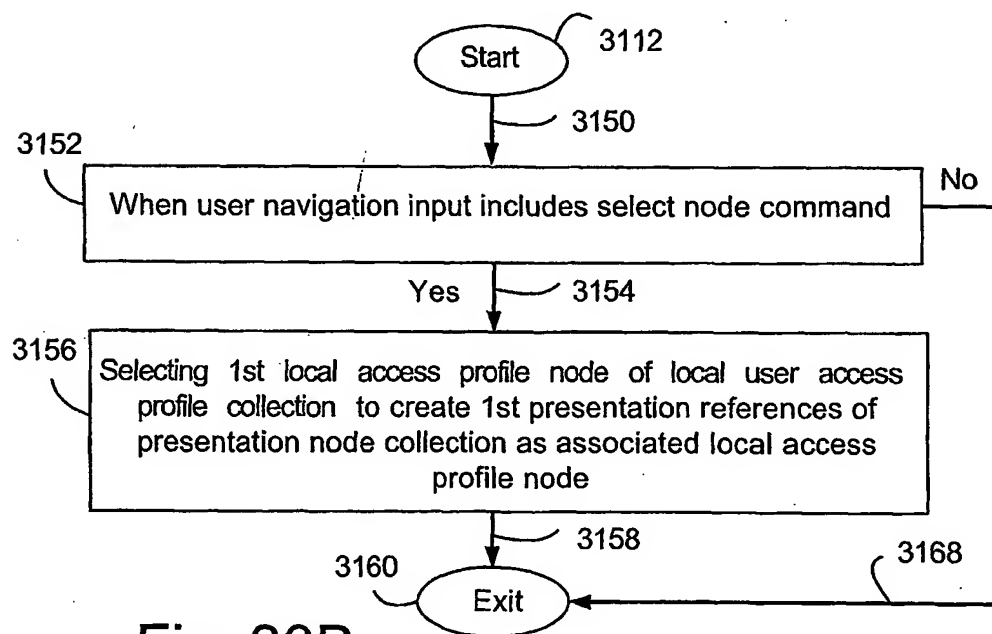 Start
3112
3150
3152
No
When user navigation input includes select node command
Yes
3154
3156
Selecting 1st local access profile node of local user access
profile collection to create 1st presentation references of
presentation node collection as associated local access
profile node
3158
3168
3160
Exit